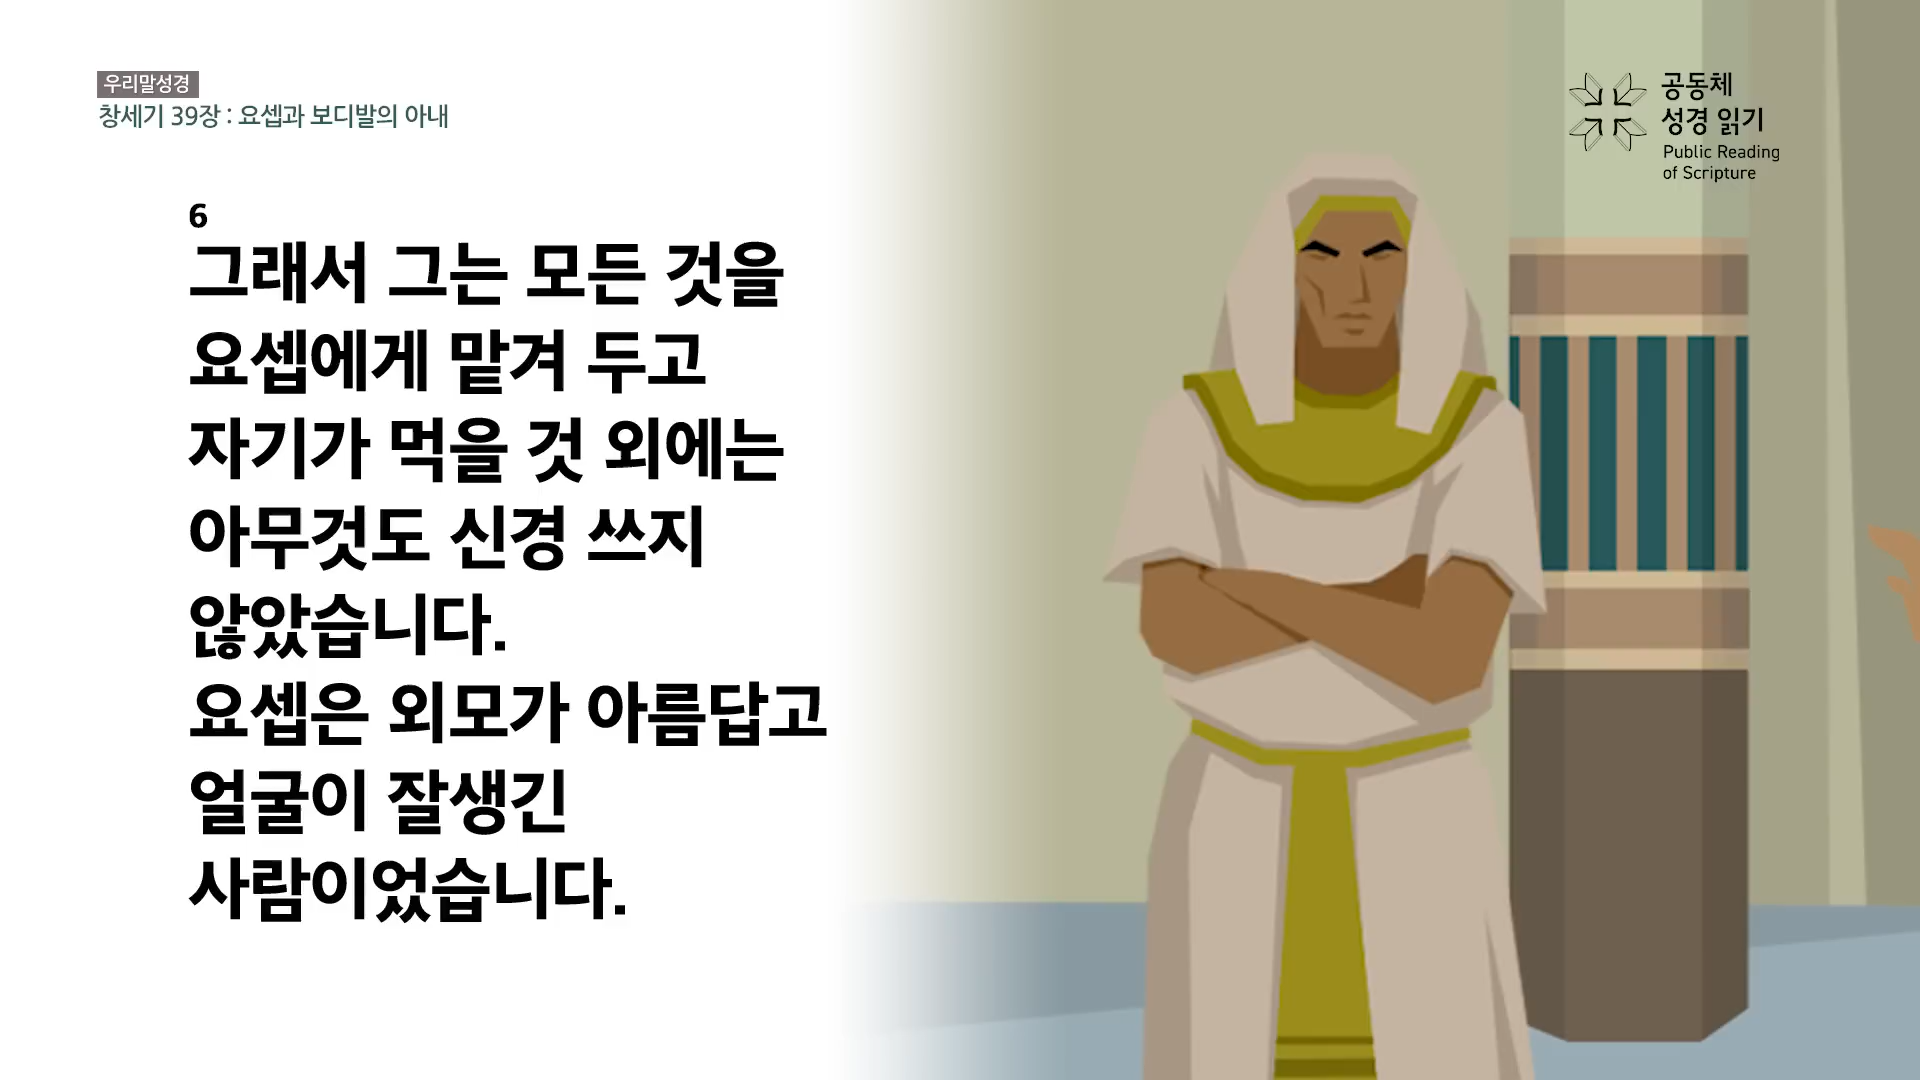 우리말성경
창세기 39장 : 요셉과 보디발의 아내
공동체
성경 읽기
Public Reading
of Scripture
6
그래서 그는 모든 것을
요셉에게 맡겨 두고
자기가 먹을 것 외에는
아무것도 신경 쓰지
않았습니다.
요셉은 외모가 아름답고
얼굴이 잘생긴
사람이었습니다.